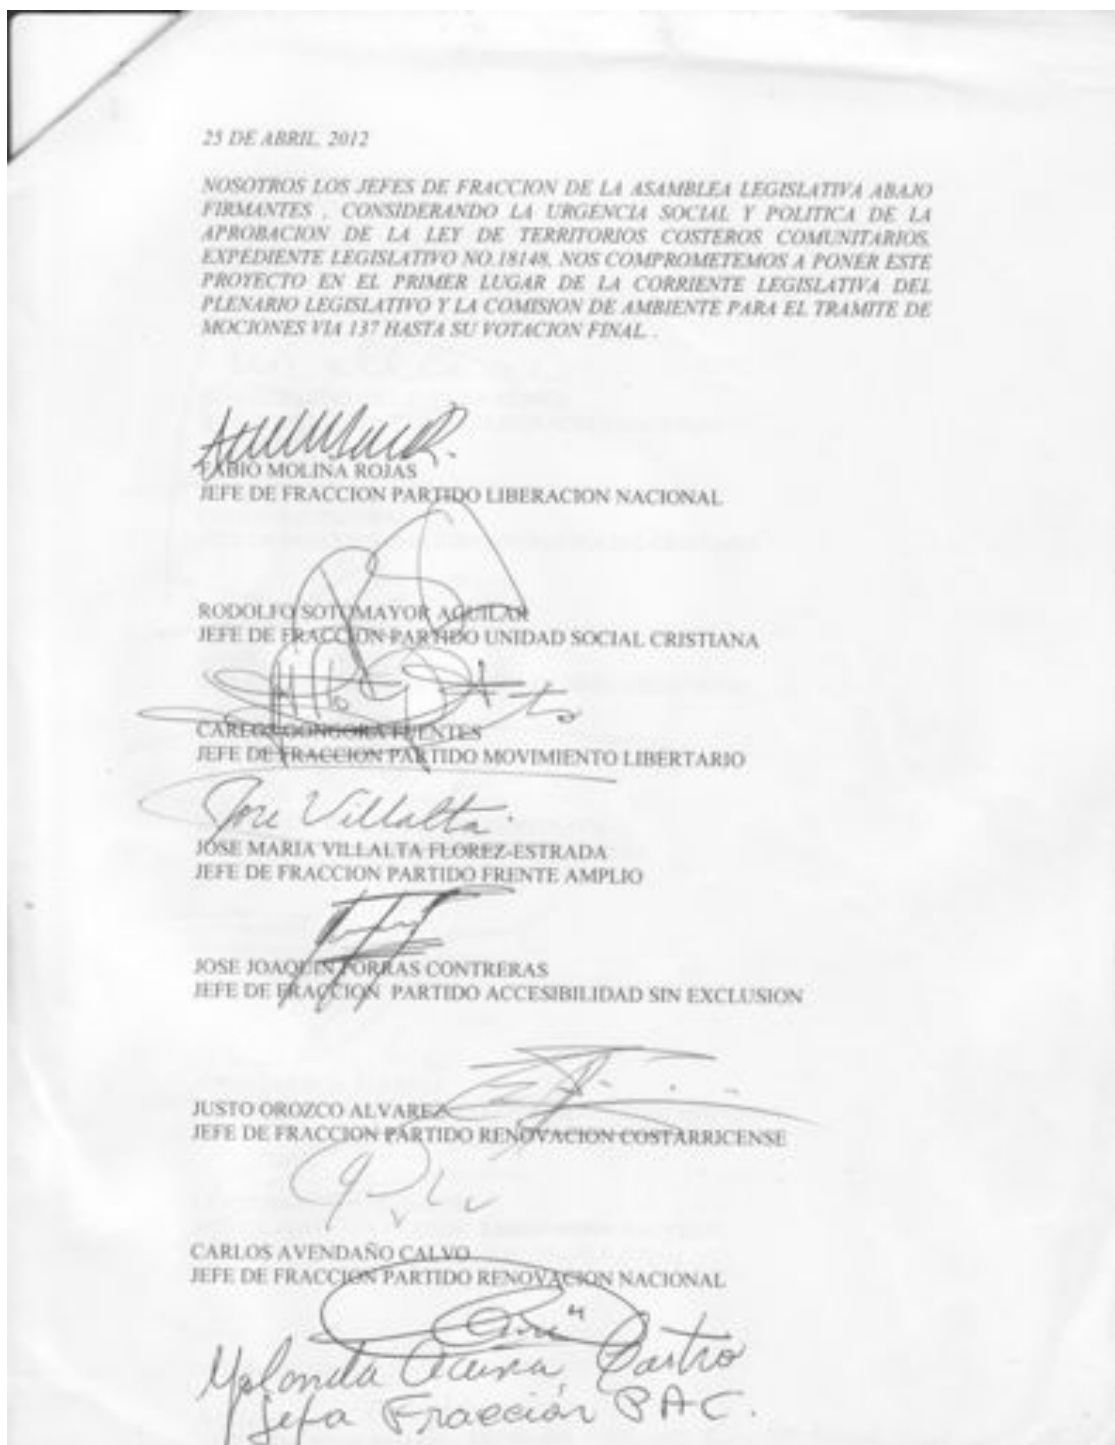 25 DE ABRIL, 2012
NOSOTROS LOS JEFES DE FRACCION DE LA ASAMBLEA LEGISLATIVA ABAJO
FIRMANTES , CONSIDERANDO LA URGENCIA SOCIAL Y POLITICA DE LA
APROBACION DE LA LEY DE TERRITORIOS COSTEROS COMUNITARIOS,
EXPEDIENTE LEGISLATIVO NO.18148, NOS COMPROMETEMOS A PONER ESTE
PROYECTO EN EL PRIMER LUGAR DE LA CORRIENTE LEGISLATIVA DEL
PLENARIO LEGISLATIVO Y LA COMISION DE AMBIENTE PARA EL TRAMITE DE
MOCIONES VIA 137 HASTA SU VOTACION FINAL .
FABIO MOLINA ROJAS
JEFE DE FRACCION PARTIDO LIBERACION NACIONAL
RODOLFO SOTOMAYOR AGUILAR
JEFE DE FRACCION PARTIDO UNIDAD SOCIAL CRISTIANA
CARLOS GONGORA FUENTES
JEFE DE FRACCION PARTIDO MOVIMIENTO LIBERTARIO
Jose Villalta
JOSE MARIA VILLALTA FLOREZ-ESTRADA
JEFE DE FRACCION PARTIDO FRENTE AMPLIO
JOSE JOAQUIN PORRAS CONTRERAS
JEFE DE FRACCION PARTIDO ACCESIBILIDAD SIN EXCLUSION
JUSTO OROZCO ALVAREZ
JEFE DE FRACCION PARTIDO RENOVACION COSTARRICENSE
CARLOS AVENDAÑO CALVO
JEFE DE FRACCION PARTIDO RENOVACION NACIONAL
Yolanda Acuña Castro
Jefa Fracción PAC.